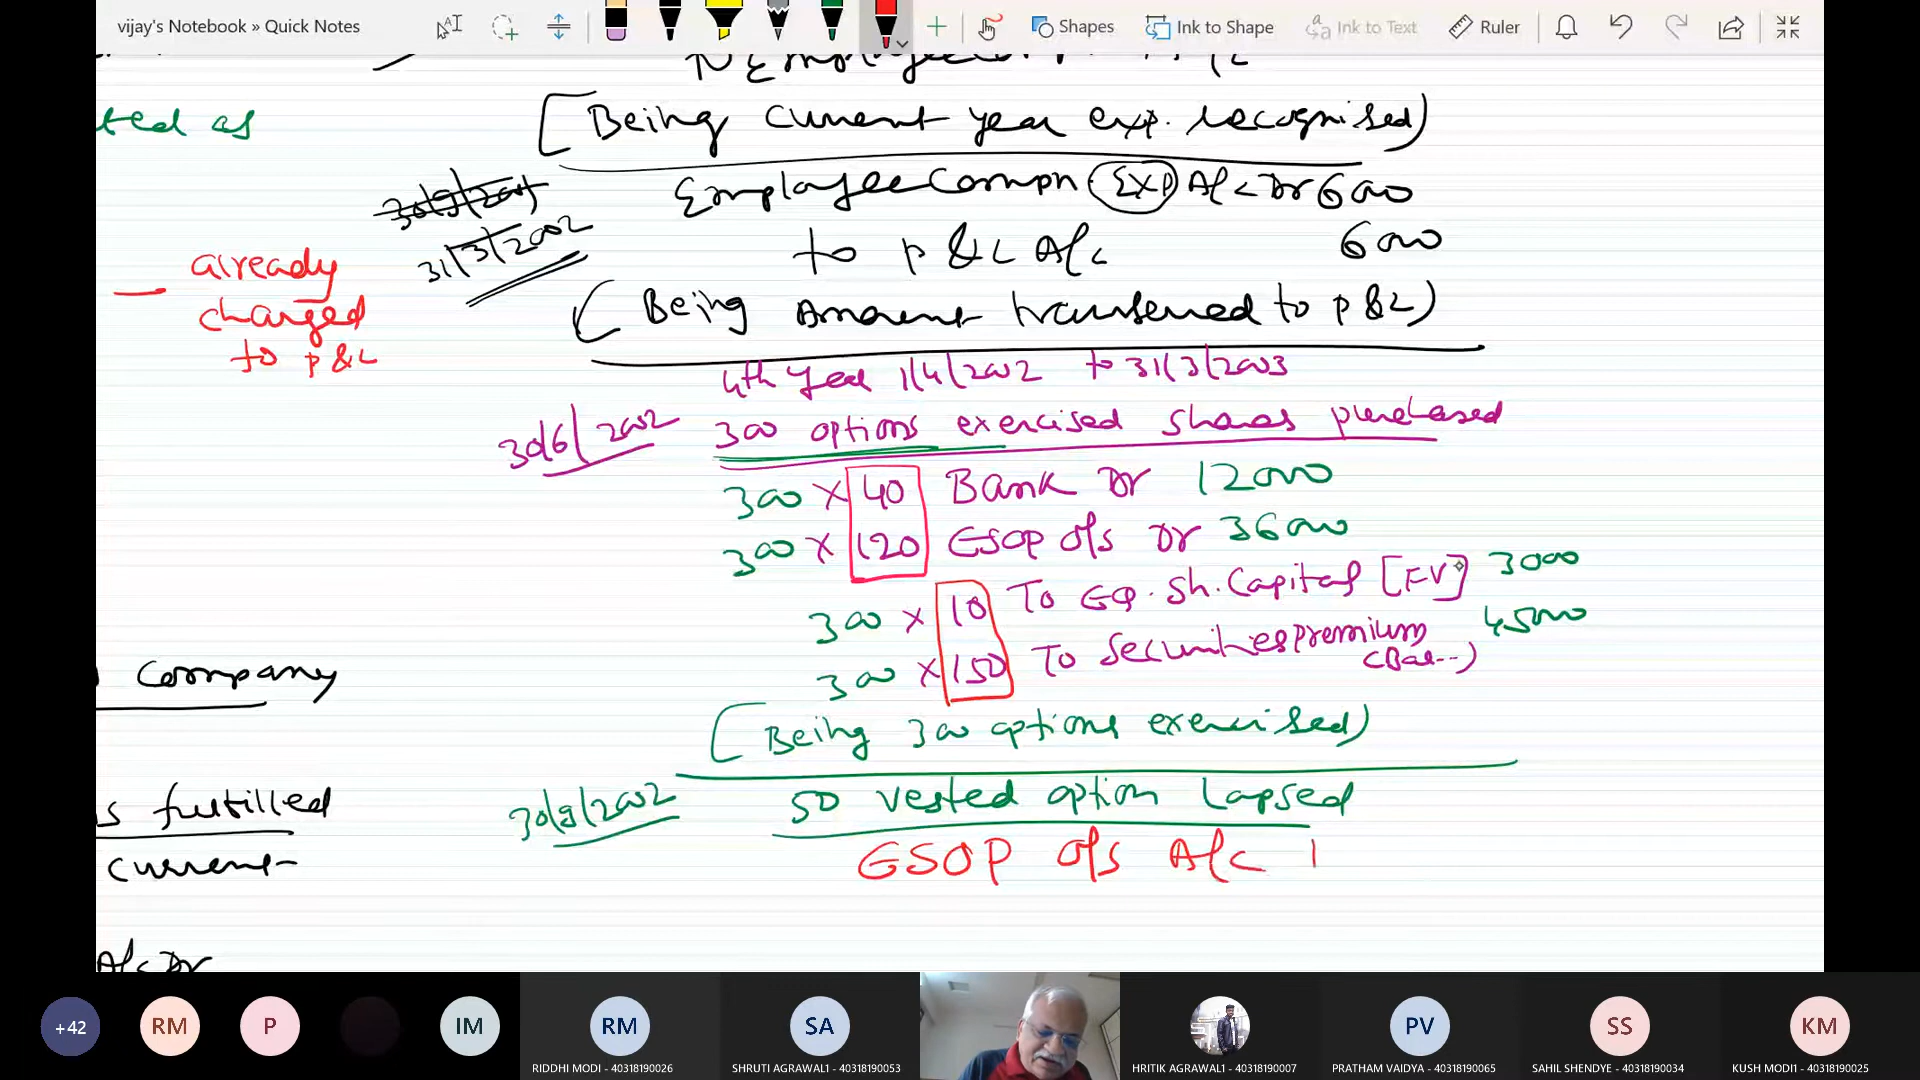 vijay's Notebook » Quick Notes
Shapes
Ink to Shape
Ink to Text
Ruler
[Being current year exp. recognised)
ted as
30/9/2001
31/3/2002
Employee Compn (EXP) A/c Dr 6000
to P&L A/c 6000
(Being Amount transferred to P&L)
— already
charged
to P&L
4th Year 1/4/2002 to 31/3/2003
30/6/2002 300 options exercised shares purchased
300 × 40 Bank Dr 12000
300 × 120 ESOP o/s Dr 36000
300 × 10 To EQ. Sh. Capital [FV] 3000
300 × 150 To Securities premium 45000
(Bal--)
[Being 300 options exercised)
30/9/2002 50 vested option Lapsed
ESOP o/s A/c
Company
s fulfilled
current
A/c Dr
+42
RM
P
IM
RM
RIDDHI MODI - 40318190026
SA
SHRUTI AGRAWAL1 - 40318190053
HRITIK AGRAWAL1 - 40318190007
PV
PRATHAM VAIDYA - 40318190065
SS
SAHIL SHENDYE - 40318190034
KM
KUSH MODI1 - 40318190025